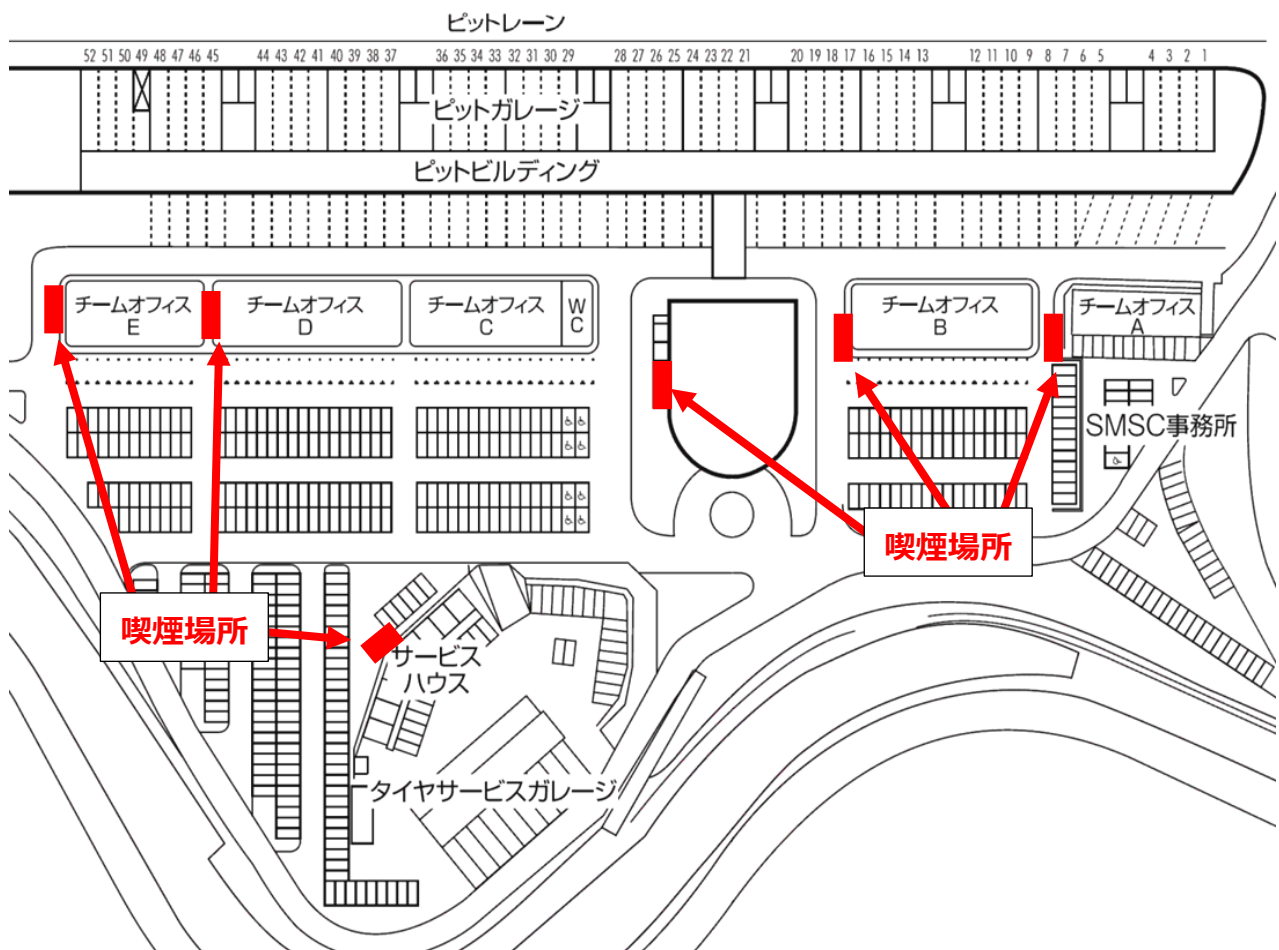 ピットレーン
52 51 50 49 48 47 46 45 44 43 42 41 40 39 38 37 36 35 34 33 32 31 30 29 28 27 26 25 24 23 22 21 20 19 18 17 16 15 14 13 12 11 10 9 8 7 6 5 4 3 2 1
ピットガレージ
ピットビルディング
チームオフィス
E
チームオフィス
D
チームオフィス
C
W
C
チームオフィス
B
チームオフィス
A
SMSC事務所
喫煙場所
喫煙場所
サービス
ハウス
タイヤサービスガレージ